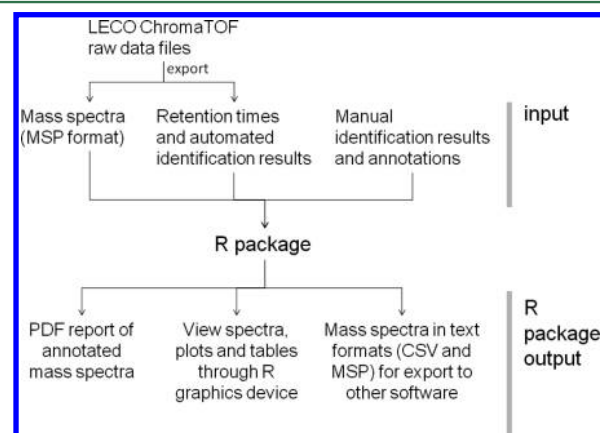 LECO ChromaTOF
raw data files
export
Mass spectra
(MSP format)
Retention times
and automated
identification results
Manual
identification results
and annotations
input
R package
PDF report of
annotated
mass spectra
View spectra,
plots and tables
through R
graphics device
Mass spectra in text
formats (CSV and
MSP) for export to
other software
R
package
output